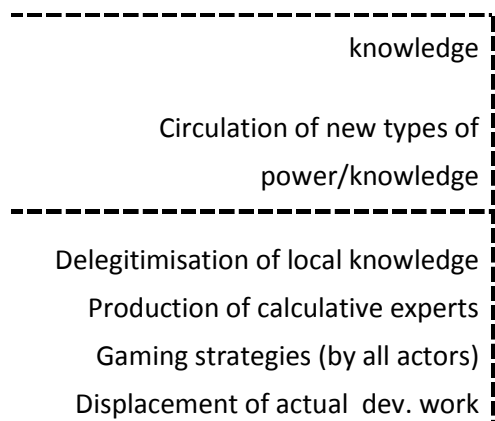 knowledge
Circulation of new types of
power/knowledge
Delegitimisation of local knowledge
Production of calculative experts
Gaming strategies (by all actors)
Displacement of actual dev. work